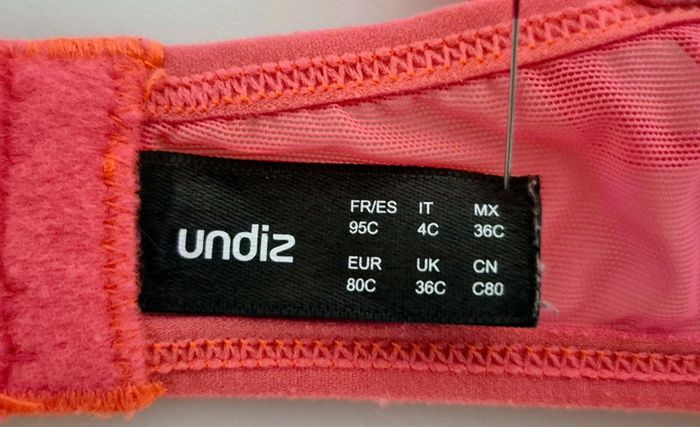 undiz
FR/ES IT MX
95C 4C 36C
EUR UK CN
80C 36C C80